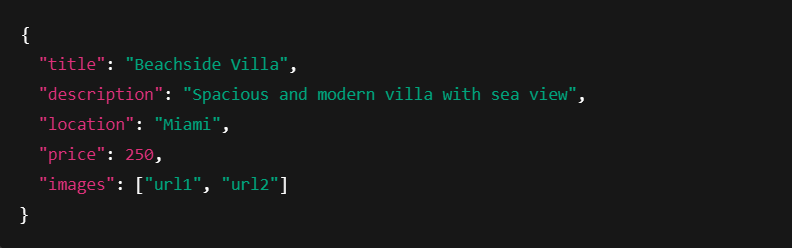 {
"title": "Beachside Villa",
"description": "Spacious and modern villa with sea view",
"location": "Miami",
"price": 250,
"images": ["url1", "url2"]
}